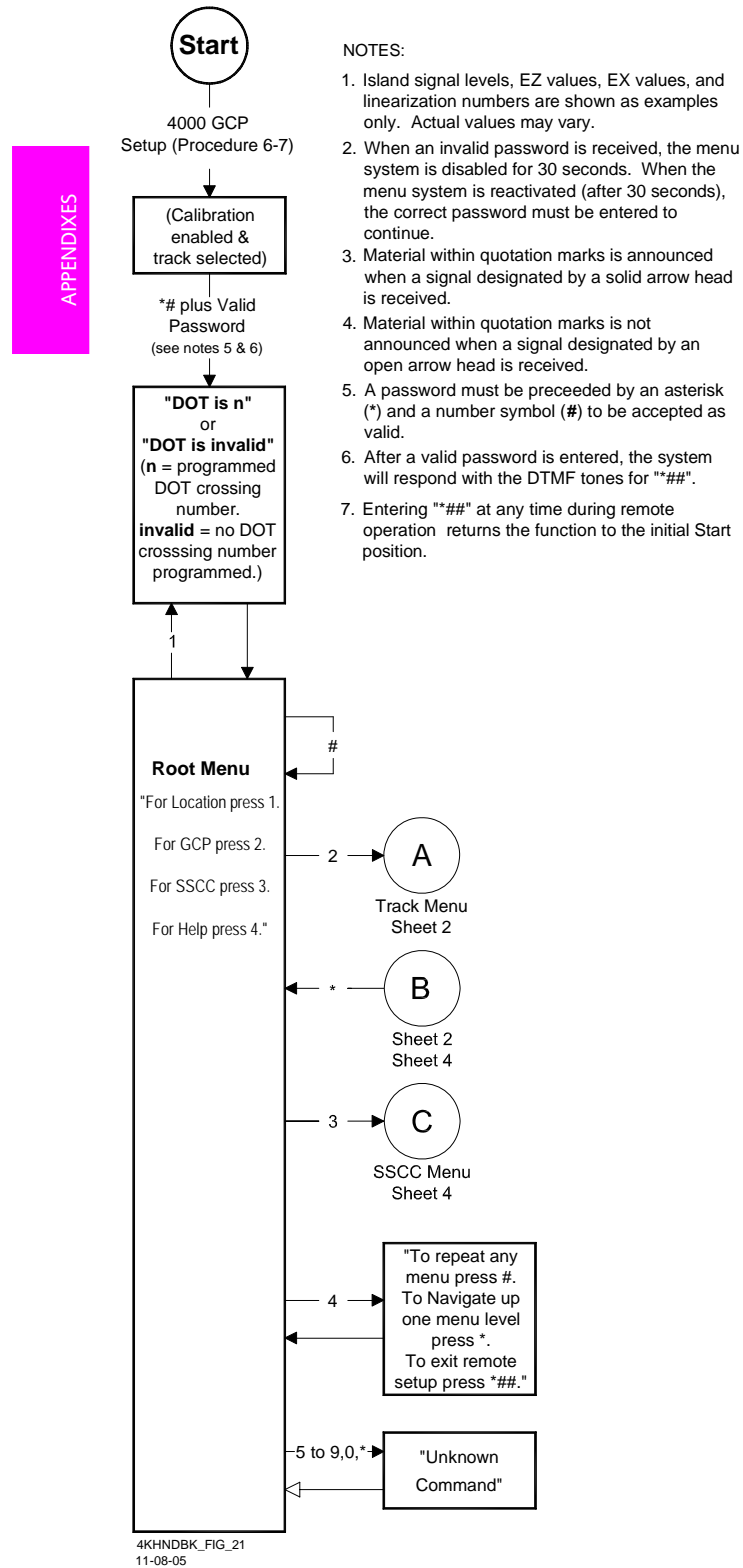 APPENDIXES
Start
4000 GCP
Setup (Procedure 6-7)
(Calibration
enabled &
track selected)
*# plus Valid
Password
(see notes 5 & 6)
"DOT is n"
or
"DOT is invalid"
(n = programmed
DOT crossing
number.
invalid = no DOT
crosssing number
programmed.)
1
Root Menu
"For Location press 1.
For GCP press 2.
For SSCC press 3.
For Help press 4."
#
2
A
Track Menu
Sheet 2
*
B
Sheet 2
Sheet 4
3
C
SSCC Menu
Sheet 4
4
"To repeat any
menu press #.
To Navigate up
one menu level
press *.
To exit remote
setup press *##."
5 to 9,0,*
"Unknown
Command"
4KHNDBK_FIG_21
11-08-05
NOTES:
1. Island signal levels, EZ values, EX values, and
linearization numbers are shown as examples
only. Actual values may vary.
2. When an invalid password is received, the menu
system is disabled for 30 seconds. When the
menu system is reactivated (after 30 seconds),
the correct password must be entered to
continue.
3. Material within quotation marks is announced
when a signal designated by a solid arrow head
is received.
4. Material within quotation marks is not
announced when a signal designated by an
open arrow head is received.
5. A password must be preceeded by an asterisk
(*) and a number symbol (#) to be accepted as
valid.
6. After a valid password is entered, the system
will respond with the DTMF tones for "*##".
7. Entering "*##" at any time during remote
operation returns the function to the initial Start
position.